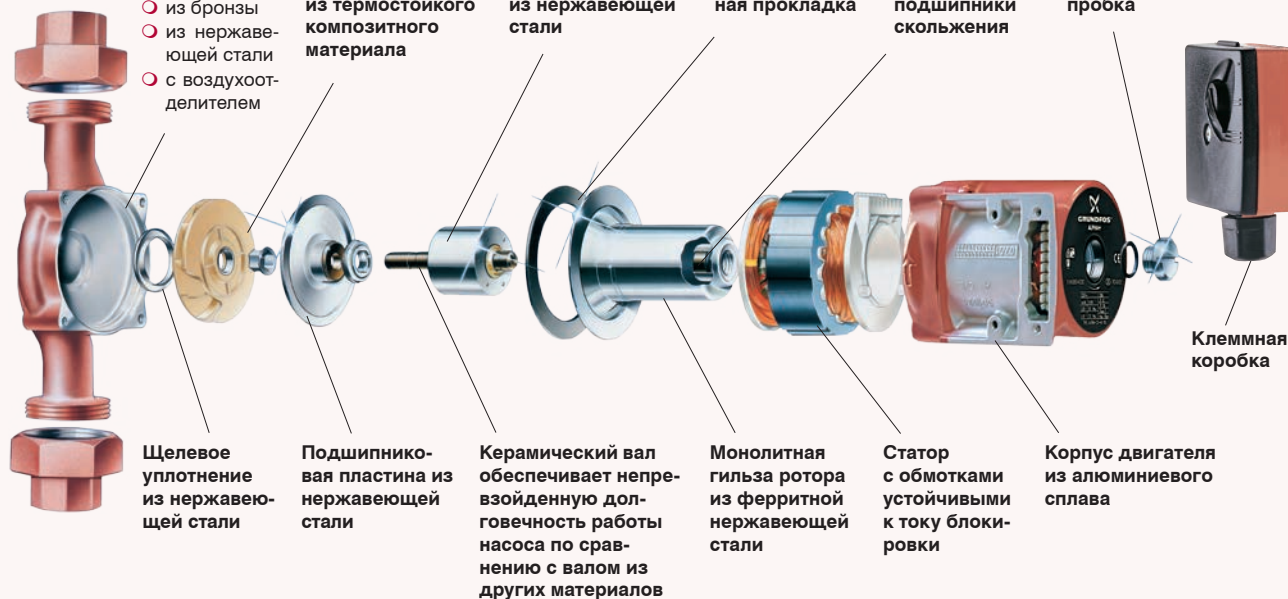 из бронзы
из нержаве-
ющей стали
с воздухоот-
делителем
из термостойкого
композитного
материала
из нержавеющей
стали
ная прокладка
подшипники
скольжения
пробка
GRUNDFOS
Клеммная
коробка
Щелевое
уплотнение
из нержавею-
щей стали
Подшипнико-
вая пластина из
нержавеющей
стали
Керамический вал
обеспечивает непре-
взойденную дол-
говечность работы
насоса по срав-
нению с валом из
других материалов
Монолитная
гильза ротора
из ферритной
нержавеющей
стали
Статор
с обмотками
устойчивыми
к току блоки-
ровки
Корпус двигателя
из алюминиевого
сплава